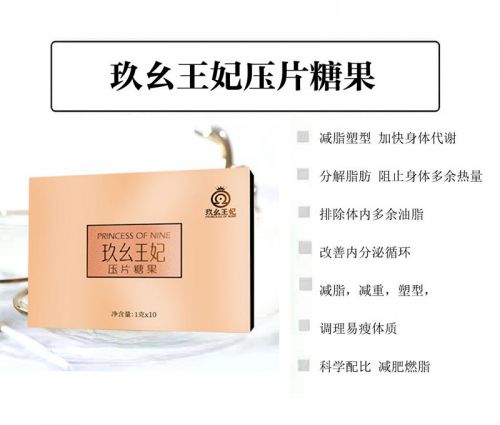 玖幺王妃压片糖果
减脂塑型 加快身体代谢
分解脂肪 阻止身体多余热量
排除体内多余油脂
改善内分泌循环
减脂，减重，塑型，
调理易瘦体质
科学配比 减肥燃脂
玖幺王妃
PRINCESS OF NINE
PRINCESS OF NINE
玖幺王妃
压片糖果
净含量:1克x10